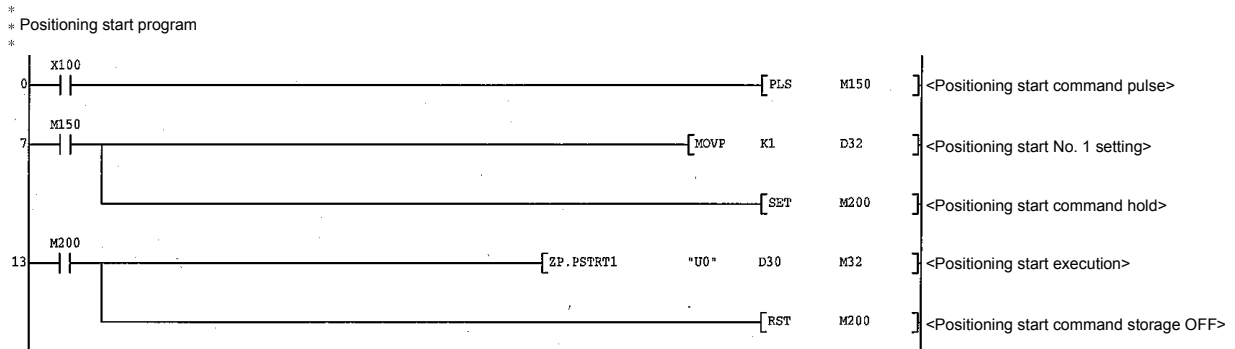 *
* Positioning start program
*
X100
0 [PLS M150 ] <Positioning start command pulse>
M150
7 [MOVP K1 D32 ] <Positioning start No. 1 setting>
[SET M200 ] <Positioning start command hold>
M200
13 [ZP.PSTRT1 "U0" D30 M32 ] <Positioning start execution>
[RST M200 ] <Positioning start command storage OFF>